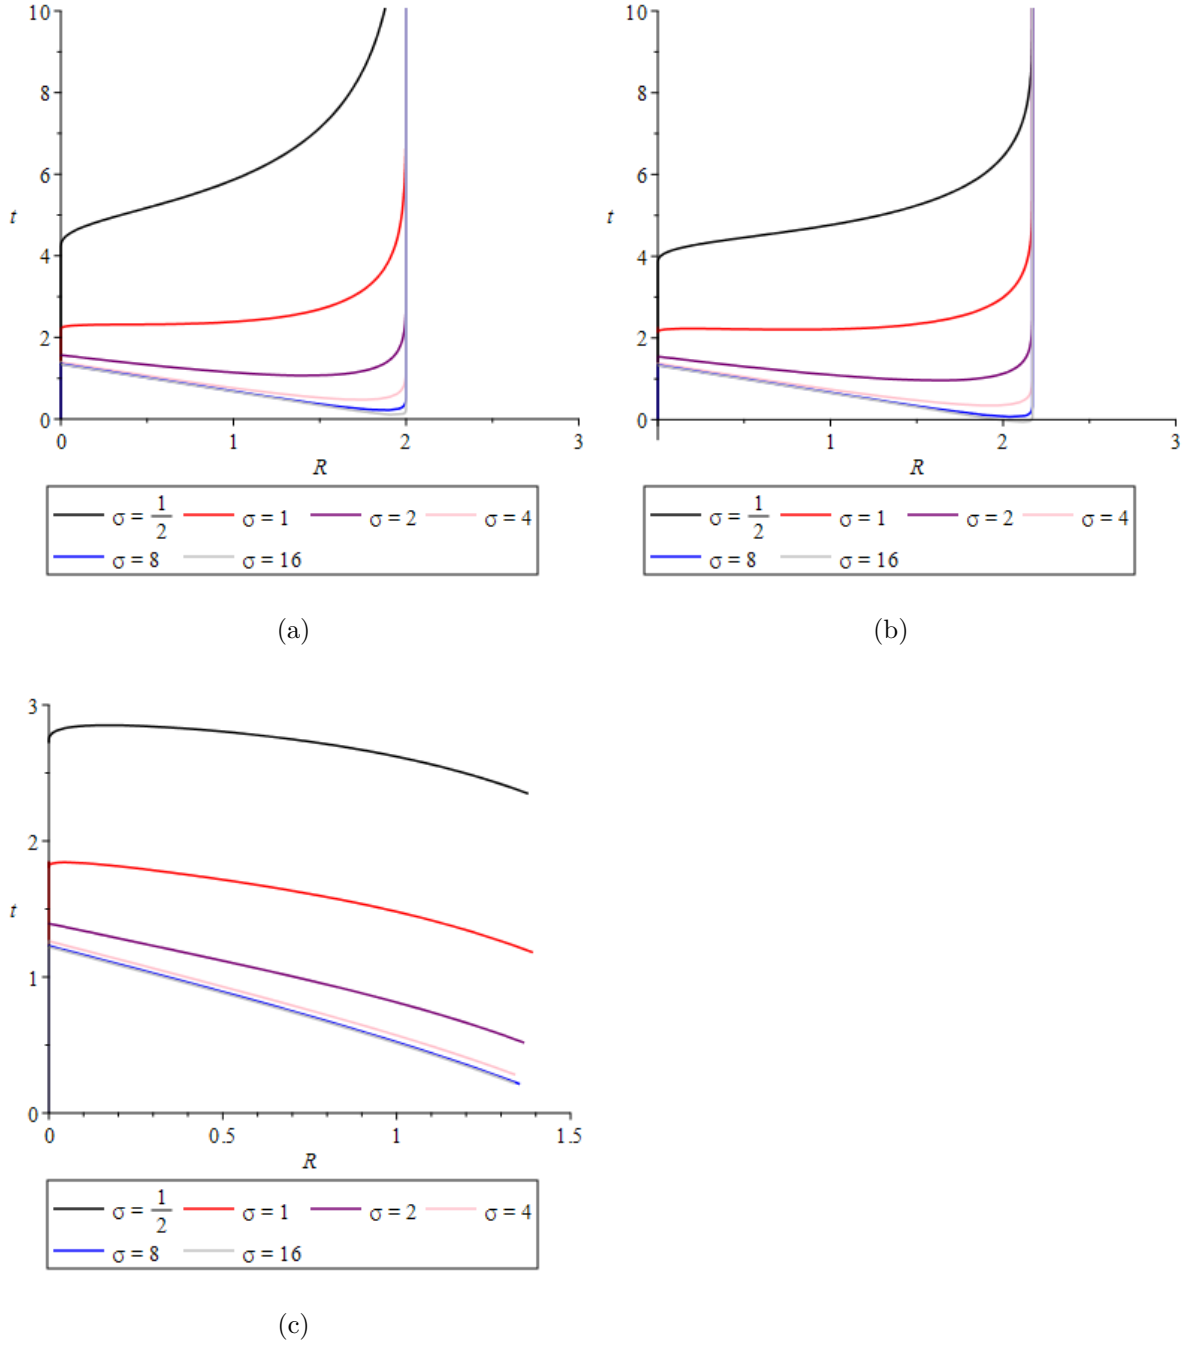 10
8
6
t
4
2
0
0
1
2
3
R
σ = 1/2
σ = 1
σ = 2
σ = 4
σ = 8
σ = 16
(a)
10
8
6
t
4
2
0
1
2
3
R
σ = 1/2
σ = 1
σ = 2
σ = 4
σ = 8
σ = 16
(b)
3
2
t
1
0
0
0.5
1
1.5
R
σ = 1/2
σ = 1
σ = 2
σ = 4
σ = 8
σ = 16
(c)